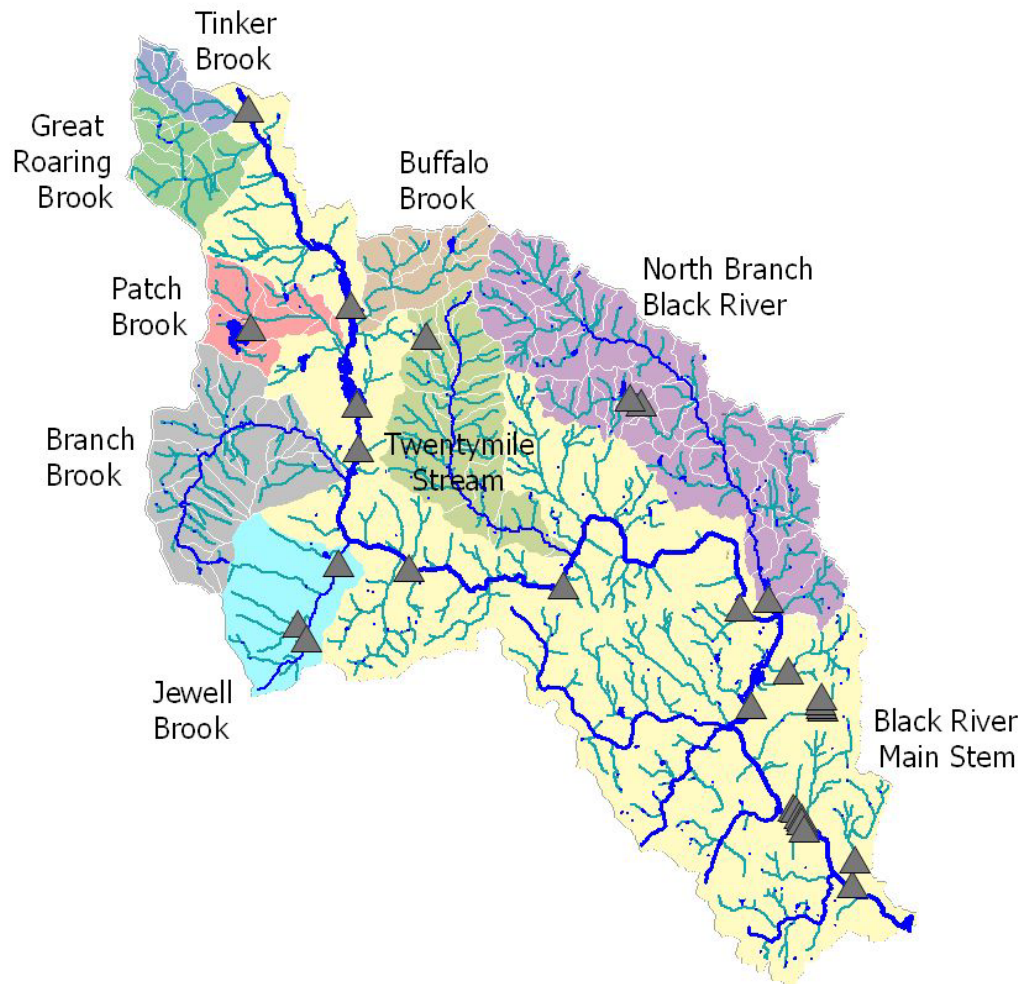 Tinker
Brook
Great
Roaring
Brook
Buffalo
Brook
North Branch
Black River
Patch
Brook
Branch
Brook
Twentymile
Stream
Jewell
Brook
Black River
Main Stem